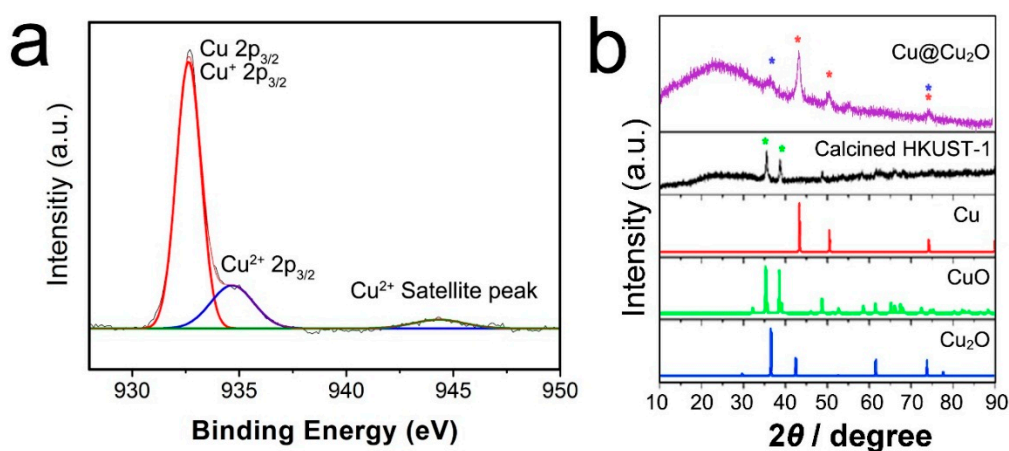 a
Cu 2p3/2
Cu⁺ 2p3/2
Cu²⁺ 2p3/2
Cu²⁺ Satellite peak
Intensitiy (a.u.)
930 935 940 945 950
Binding Energy (eV)
b
* * * *
*
Cu@Cu₂O
* *
Calcined HKUST-1
Cu
CuO
Cu₂O
Intensity (a.u.)
10 20 30 40 50 60 70 80 90
2θ / degree